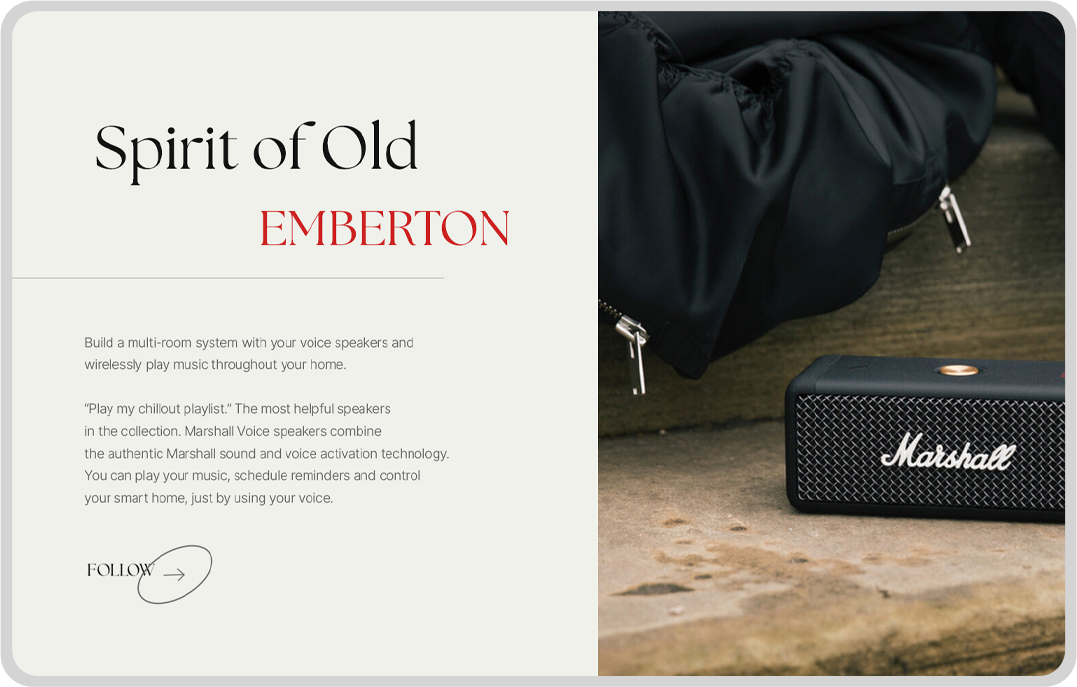 Spirit of Old
EMBERTON
Build a multi-room system with your voice speakers and
wirelessly play music throughout your home.
“Play my chillout playlist.” The most helpful speakers
in the collection. Marshall Voice speakers combine
the authentic Marshall sound and voice activation technology.
You can play your music, schedule reminders and control
your smart home, just by using your voice.
FOLLOW
Marshall